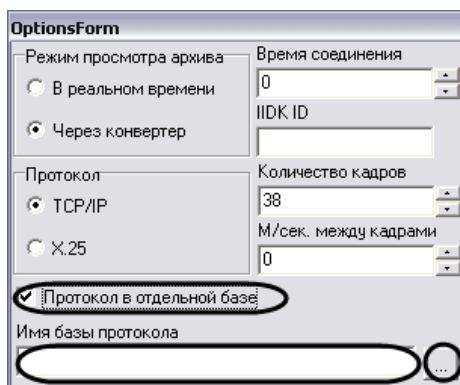 OptionsForm
Режим просмотра архива
В реальном времени
Через конвертер
Время соединения
0
IIDK ID
Протокол
TCP/IP
X.25
Количество кадров
38
М/сек. между кадрами
0
Протокол в отдельной базе
Имя базы протокола
...